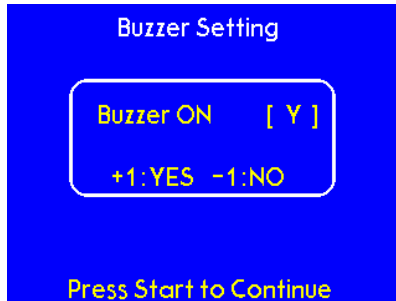 Buzzer Setting
Buzzer ON [ Y ]
+1:YES -1:NO
Press Start to Continue